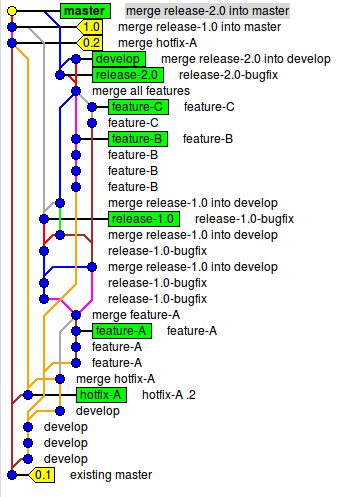 master merge release-2.0 into master
1.0 merge release-1.0 into master
0.2 merge hotfix-A
develop merge release-2.0 into develop
release-2.0 release-2.0-bugfix
merge all features
feature-C feature-C
feature-C
feature-B feature-B
feature-B
feature-B
feature-B
merge release-1.0 into develop
release-1.0 release-1.0-bugfix
merge release-1.0 into develop
release-1.0-bugfix
merge release-1.0 into develop
release-1.0-bugfix
release-1.0-bugfix
merge feature-A
feature-A feature-A
feature-A
feature-A
merge hotfix-A
hotfix-A hotfix-A .2
develop
develop
develop
develop
0.1 existing master